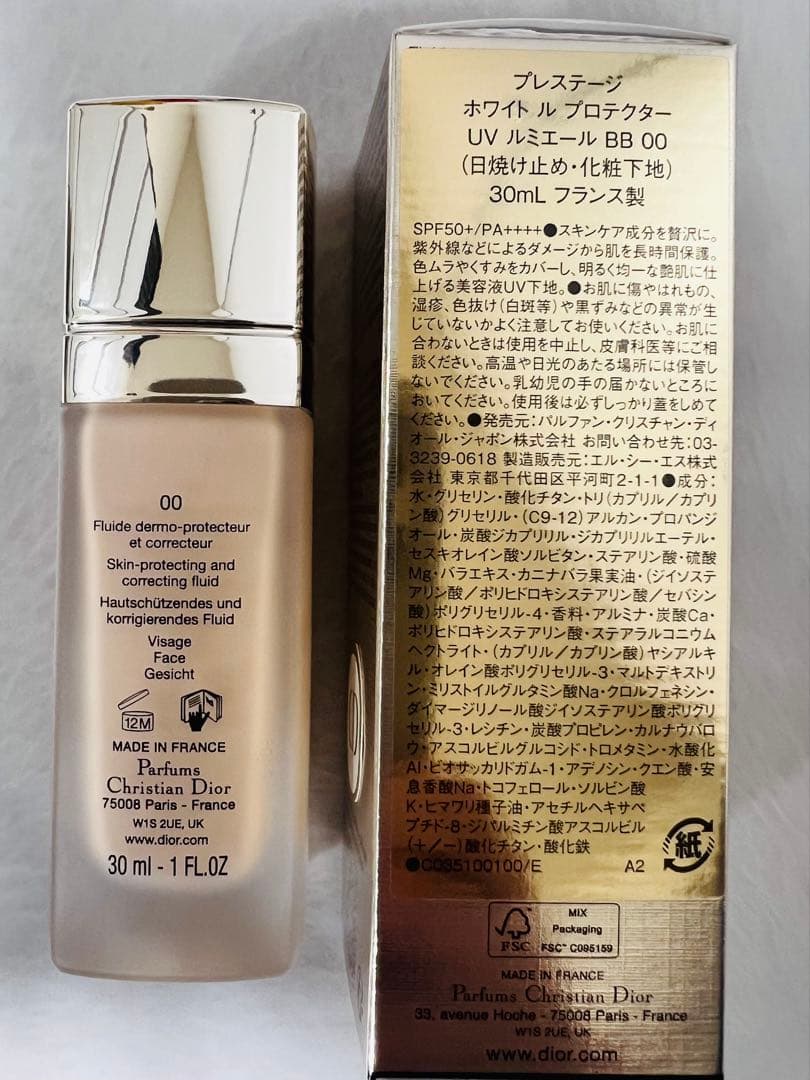 00
Fluide dermo-protecteur
et correcteur
Skin-protecting and
correcting fluid
Hautschützendes und
korrigierendes Fluid
Visage
Face
Gesicht
12M
MADE IN FRANCE
Parfums
Christian Dior
75008 Paris - France
W1S 2UE, UK
www.dior.com
30 ml - 1 FL.OZ
プレステージ
ホワイト ル プロテクター
UV ルミエール BB 00
(日焼け止め・化粧下地)
30mL フランス製
SPF50+/PA++++●スキンケア成分を贅沢に。
紫外線などによるダメージから肌を長時間保護。
色ムラやくすみをカバーし、明るく均一な艶肌に仕
上げる美容液UV下地。●お肌に傷やはれもの、
湿疹、色抜け(白斑等)や黒ずみなどの異常が生
じていないかよく注意してお使いください。お肌に
合わないときは使用を中止し、皮膚科医等にご相
談ください。高温や日光のあたる場所には保管し
ないでください。乳幼児の手の届かないところに
おいてください。使用後は必ずしっかり蓋をしめて
ください。●発売元:パルファン・クリスチャン・ディ
オール・ジャポン株式会社 お問い合わせ先:03-
3239-0618 製造販売元:エル・シー・エス株式会
社 東京都千代田区平河町2-1-1●成分:
水・グリセリン・酸化チタン・トリ(カプリル/カプリ
ン酸)グリセリル・(C9-12)アルカン・プロパンジ
オール・炭酸ジカプリリル・ジカプリリルエーテル・
セスキオレイン酸ソルビタン・ステアリン酸・硫酸
Mg・バラエキス・カニナバラ果実油・(ジイソステ
アリン酸/ポリヒドロキシステアリン酸/セバシン
酸)ポリグリセリル-4・香料・アルミナ・炭酸Ca・
ポリヒドロキシステアリン酸・ステアラルコニウム
ヘクトライト・(カプリル/カプリン酸)ヤシアルキ
ル・オレイン酸ポリグリセリル-3・マルトデキストリ
ン・ミリストイルグルタミン酸Na・クロルフェネシン・
ダイマージリノール酸ジイソステアリン酸ポリグリ
セリル-3・レシチン・炭酸プロピレン・カルナウバロ
ウ・アスコルビルグルコシド・トロメタミン・水酸化
Al・ビオサッカリドガム-1・アデノシン・クエン酸・安
息香酸Na・トコフェロール・ソルビン酸
K・ヒマワリ種子油・アセチルヘキサペ
プチド-8・ジパルミチン酸アスコルビル
(+/-)酸化チタン・酸化鉄
●C095100100/E A2
紙
FSC
MIX
Packaging
FSC™ C095159
MADE IN FRANCE
Parfums Christian Dior
33, avenue Hoche - 75008 Paris - France
W1S 2UE, UK
www.dior.com